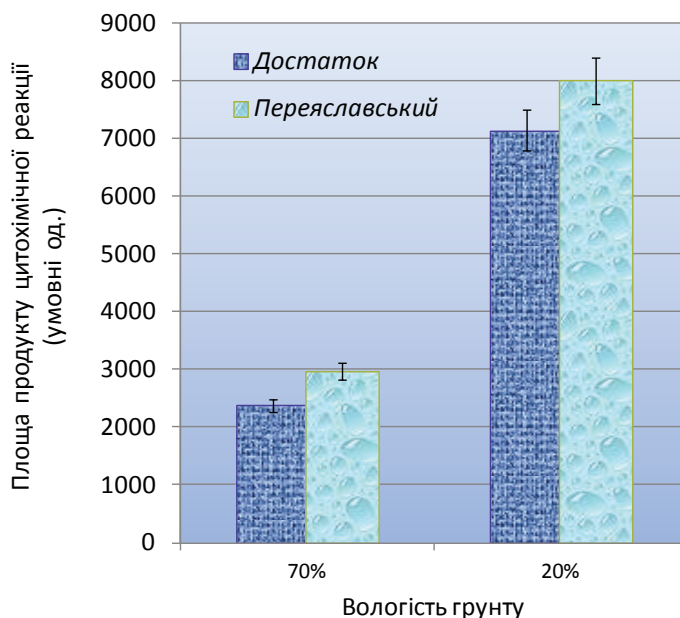 Площа продукту цитохімічної реакції
(умовні од.)
9000
8000
7000
6000
5000
4000
3000
2000
1000
0
Достаток
Переяславський
70%
20%
Вологість грунту